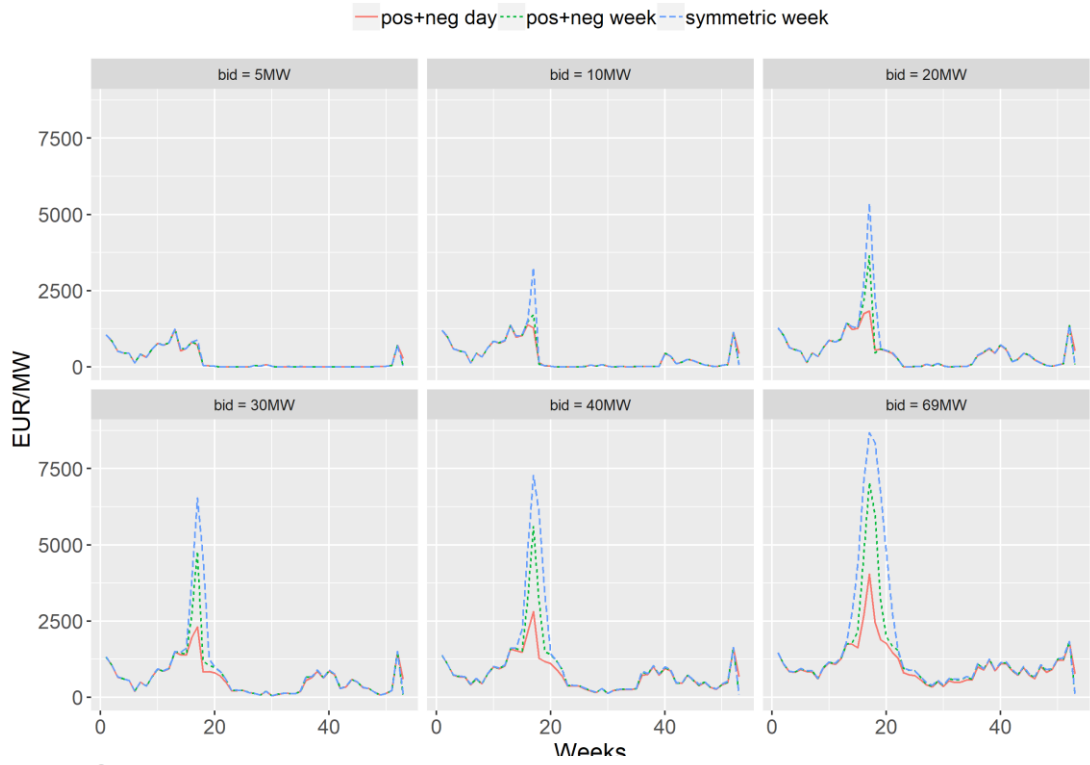 pos+neg day pos+neg week symmetric week
bid = 5MW bid = 10MW bid = 20MW
7500
5000
2500
0
EUR/MW
bid = 30MW bid = 40MW bid = 69MW
7500
5000
2500
0
0 20 40 0 20 40 0 20 40
Weeks